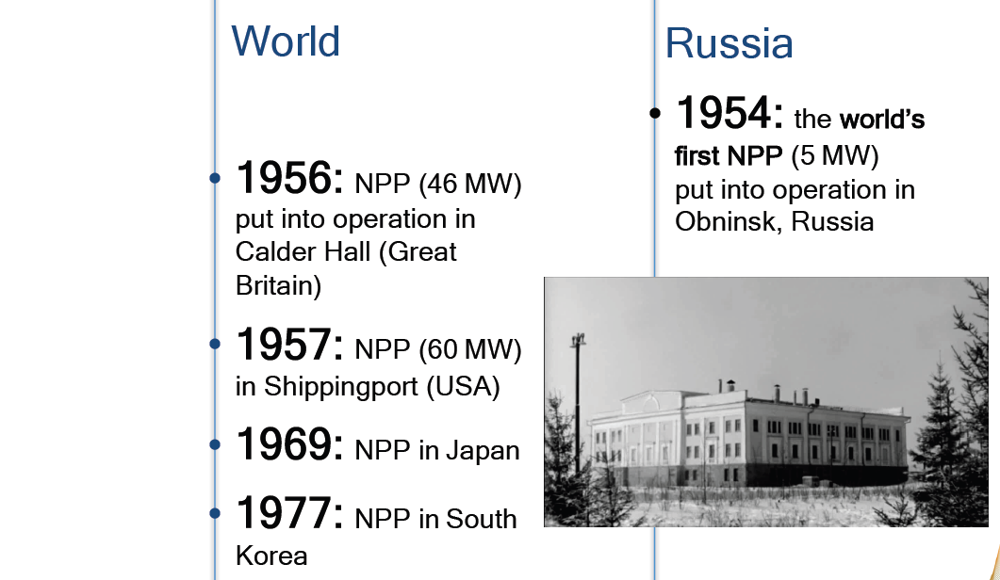 World
1956: NPP (46 MW)
put into operation in
Calder Hall (Great
Britain)
1957: NPP (60 MW)
in Shippingport (USA)
1969: NPP in Japan
1977: NPP in South
Korea
Russia
1954: the world’s
first NPP (5 MW)
put into operation in
Obninsk, Russia